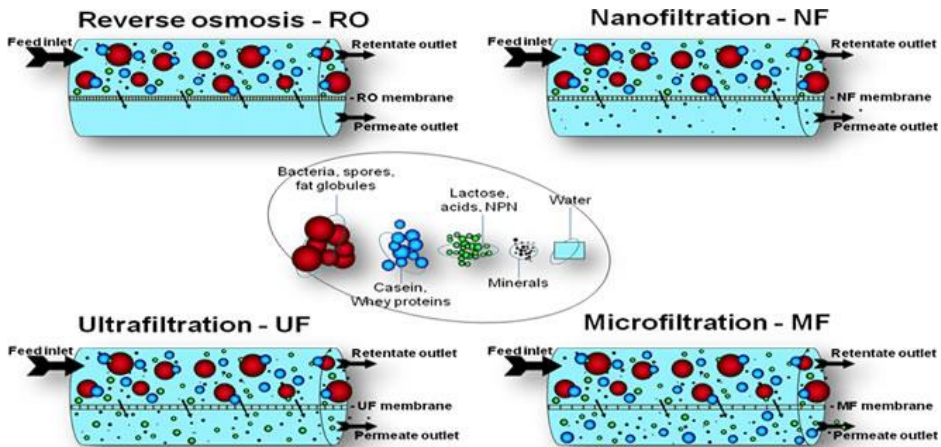 Reverse osmosis - RO
Feed inlet
Retentate outlet
- RO membrane
Permeate outlet
Nanofiltration - NF
Feed inlet
Retentate outlet
- NF membrane
Permeate outlet
Bacteria, spores,
fat globules
Lactose,
acids, NPN
Water
Casein,
Whey proteins
Minerals
Ultrafiltration - UF
Feed inlet
Retentate outlet
- UF membrane
Permeate outlet
Microfiltration - MF
Feed inlet
Retentate outlet
- MF membrane
Permeate outlet